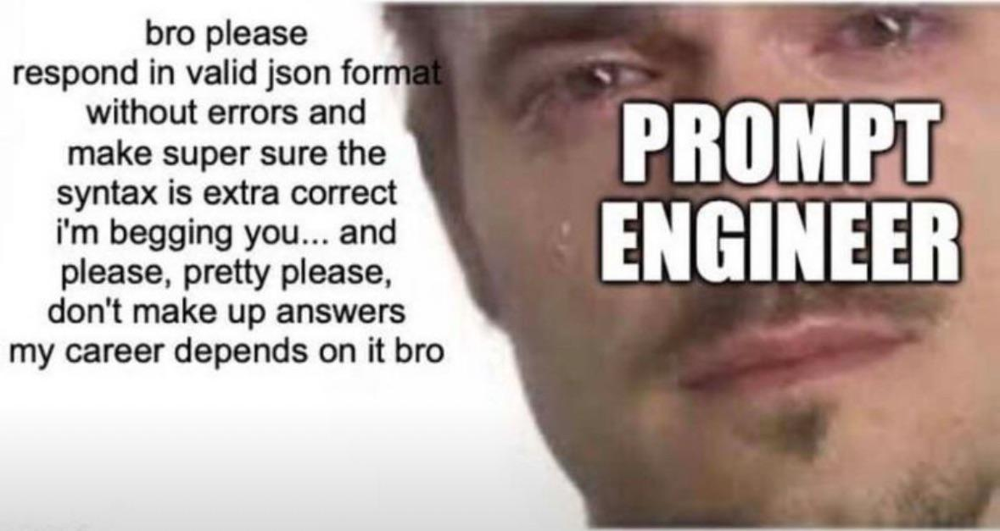 bro please
respond in valid json format
without errors and
make super sure the
syntax is extra correct
i'm begging you... and
please, pretty please,
don't make up answers
my career depends on it bro
PROMPT
ENGINEER